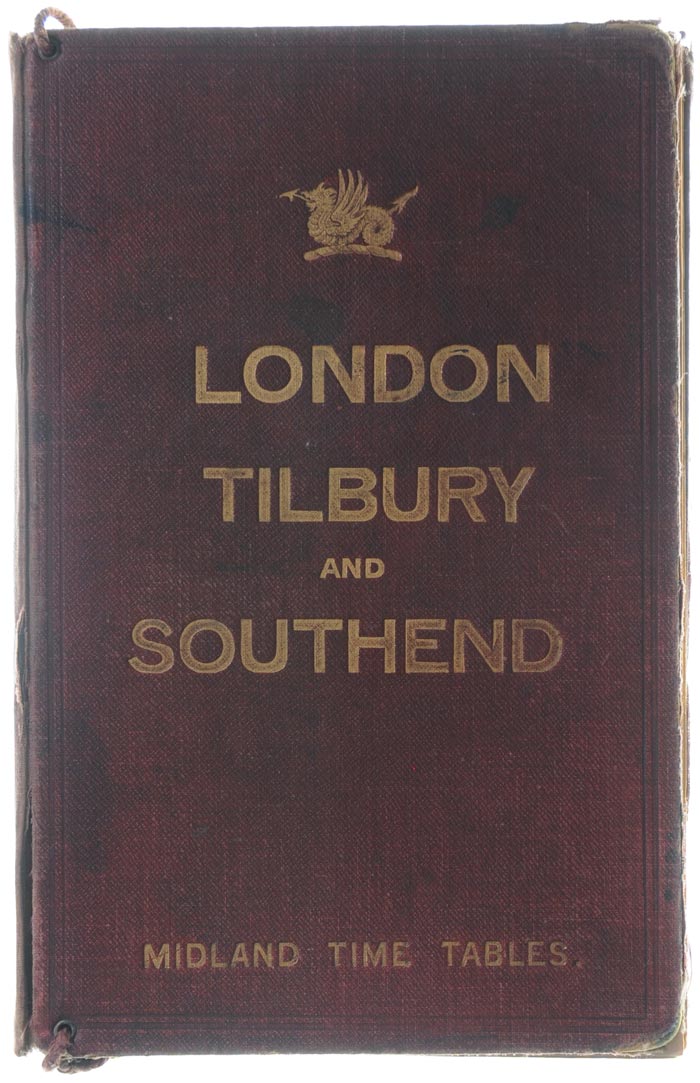 LONDON
TILBURY
AND
SOUTHEND
MIDLAND TIME TABLES.